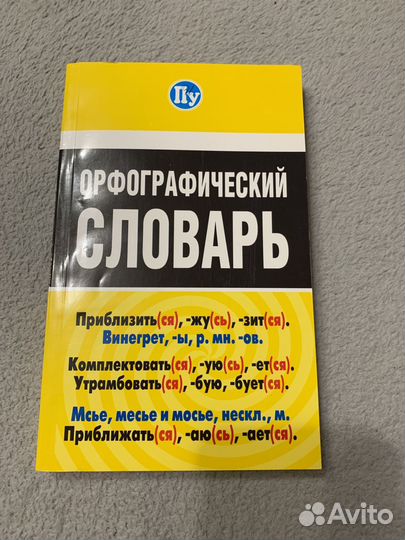 Пу
ОРФОГРАФИЧЕСКИЙ
СЛОВАРЬ
Приблизить(ся), -жу(сь), -зит(ся).
Винегрет, -ы, р. мн. -ов.
Комплектовать(ся), -ую(сь), -ет(ся).
Утрамбовать(ся), -бую, -бует(ся).
Мсье, месье и мосье, нескл., м.
Приближать(ся), -аю(сь), -ает(ся).
Avito